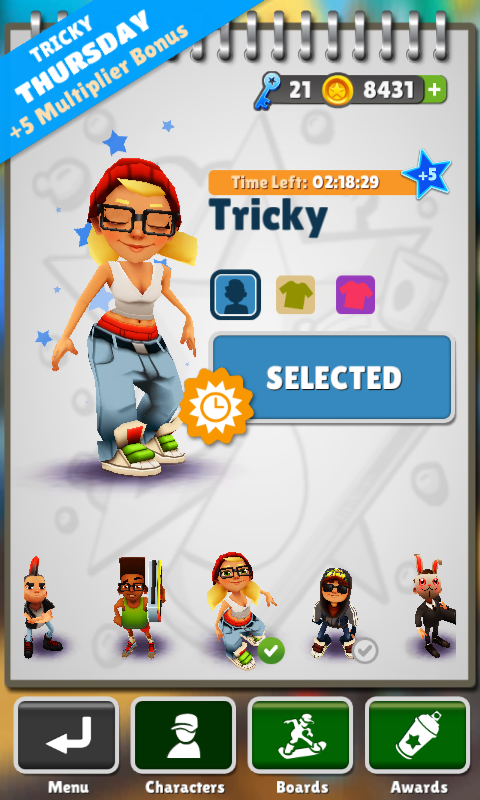 TRICKY
THURSDAY
+5 Multiplier Bonus
21
8431 +
Time Left: 02:18:29
+5
Tricky
SELECTED
Menu
Characters
Boards
Awards